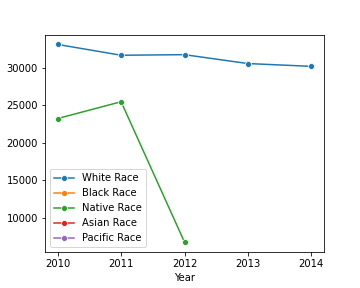 30000
25000
20000
15000
10000
White Race
Black Race
Native Race
Asian Race
Pacific Race
2010 2011 2012 2013 2014
Year